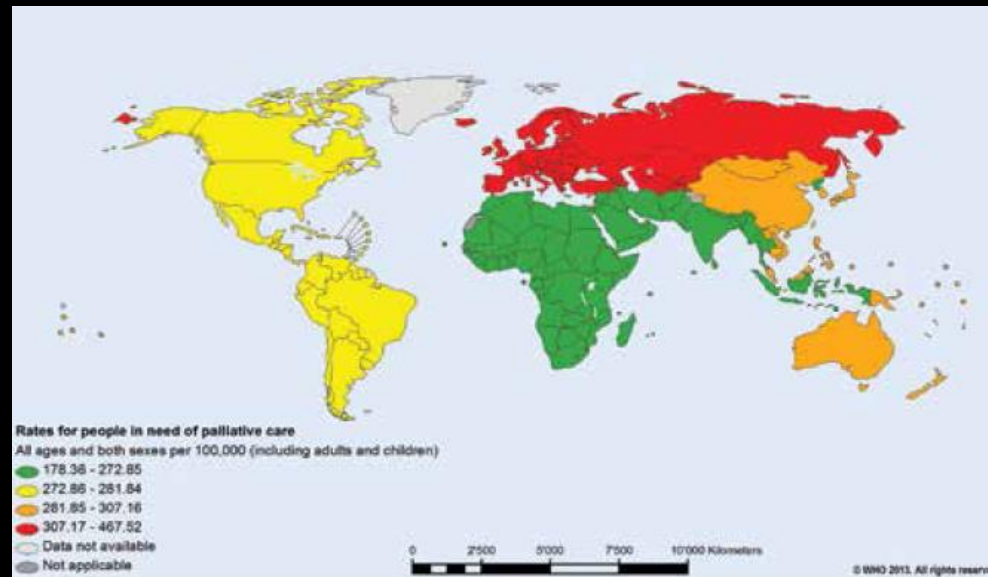 Rates for people in need of palliative care
All ages and both sexes per 100,000 (including adults and children)
178.36 - 272.85
272.86 - 281.84
281.85 - 307.16
307.17 - 467.52
Data not available
Not applicable
0 2'500 5'000 7'500 10'000 Kilometers
© WHO 2013. All rights reserv